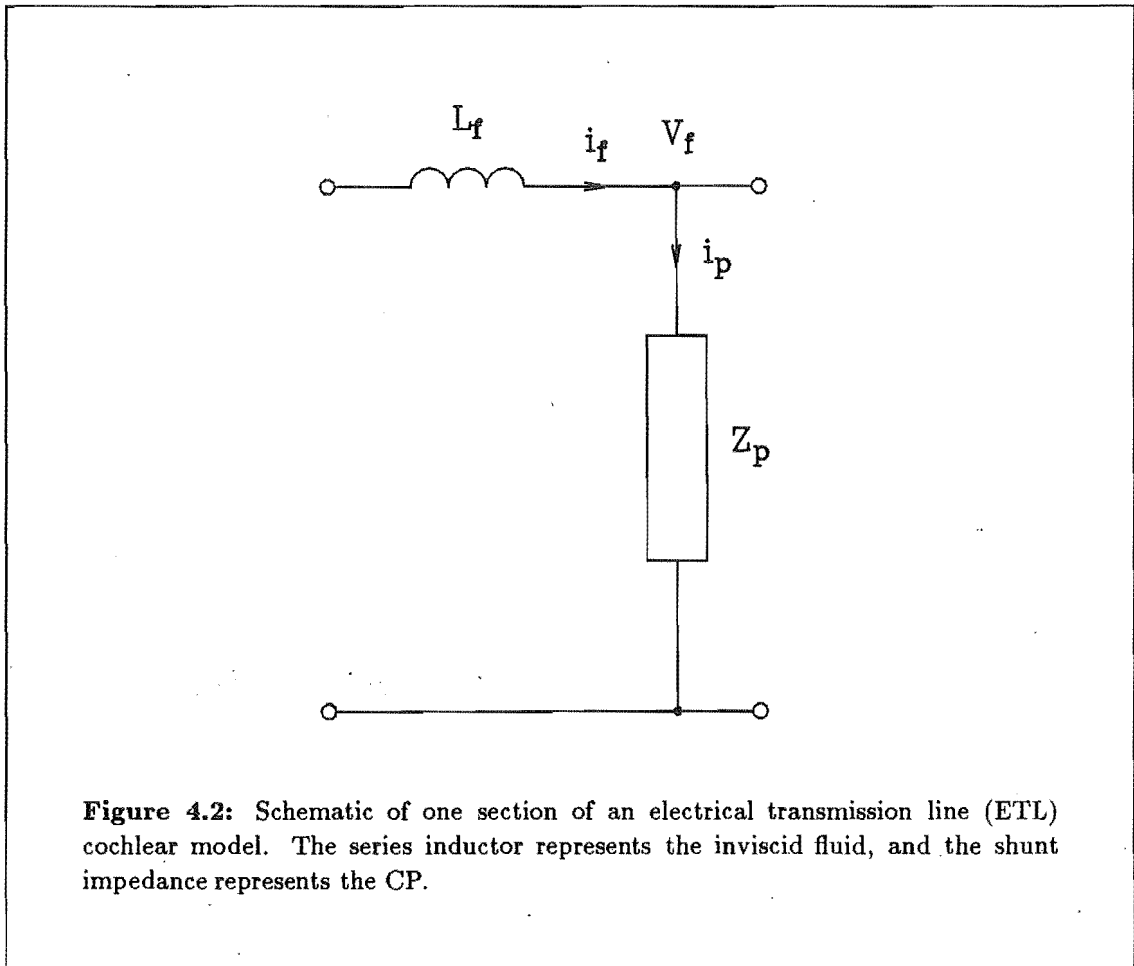 L_f
i_f
V_f
i_p
Z_p
Figure 4.2: Schematic of one section of an electrical transmission line (ETL)
cochlear model. The series inductor represents the inviscid fluid, and the shunt
impedance represents the CP.